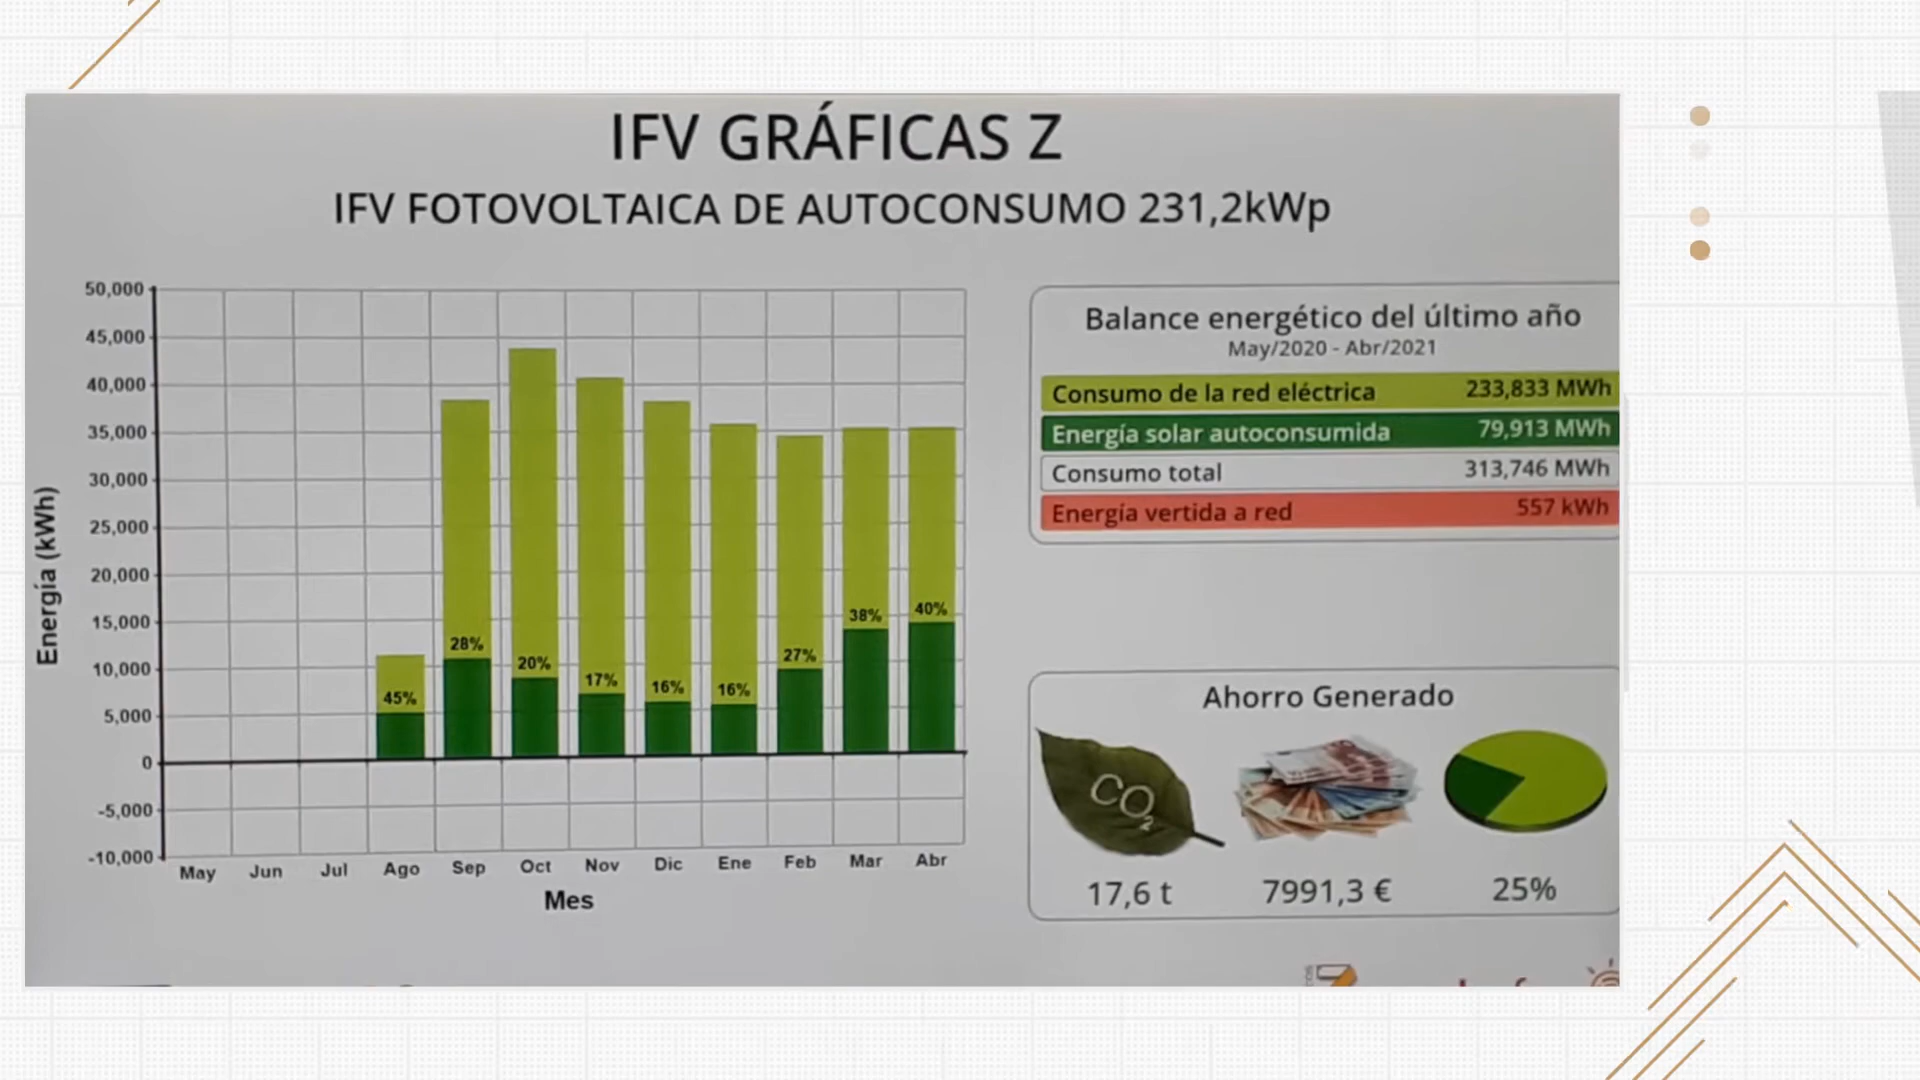 IFV GRÁFICAS Z
IFV FOTOVOLTAICA DE AUTOCONSUMO 231,2kWp
Energía (kWh)
50,000
45,000
40,000
35,000
30,000
25,000
20,000
15,000
10,000
5,000
0
-5,000
-10,000
45%
28%
20%
17%
16%
16%
27%
38%
40%
May Jun Jul Ago Sep Oct Nov Dic Ene Feb Mar Abr
Mes
Balance energético del último año
May/2020 - Abr/2021
Consumo de la red eléctrica 233,833 MWh
Energía solar autoconsumida 79,913 MWh
Consumo total 313,746 MWh
Energía vertida a red 557 kWh
Ahorro Generado
CO2
17,6 t 7991,3 € 25%